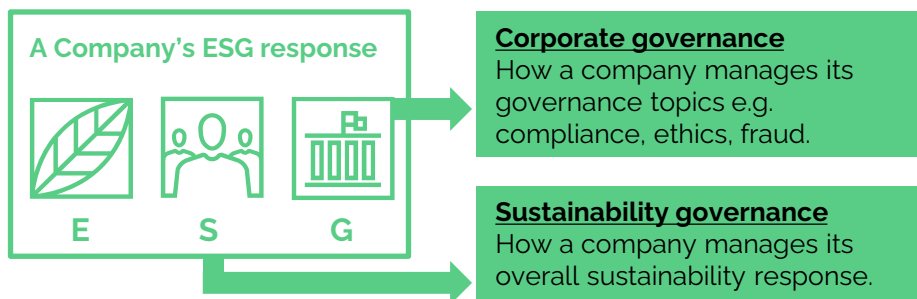 A Company's ESG response
E
S
G
Corporate governance
How a company manages its
governance topics e.g.
compliance, ethics, fraud.
Sustainability governance
How a company manages its
overall sustainability response.